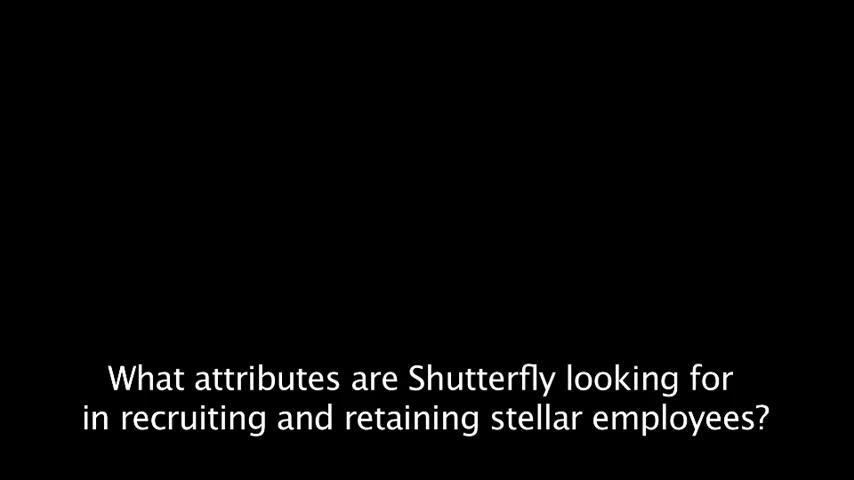 What attributes are Shutterfly looking for
in recruiting and retaining stellar employees?